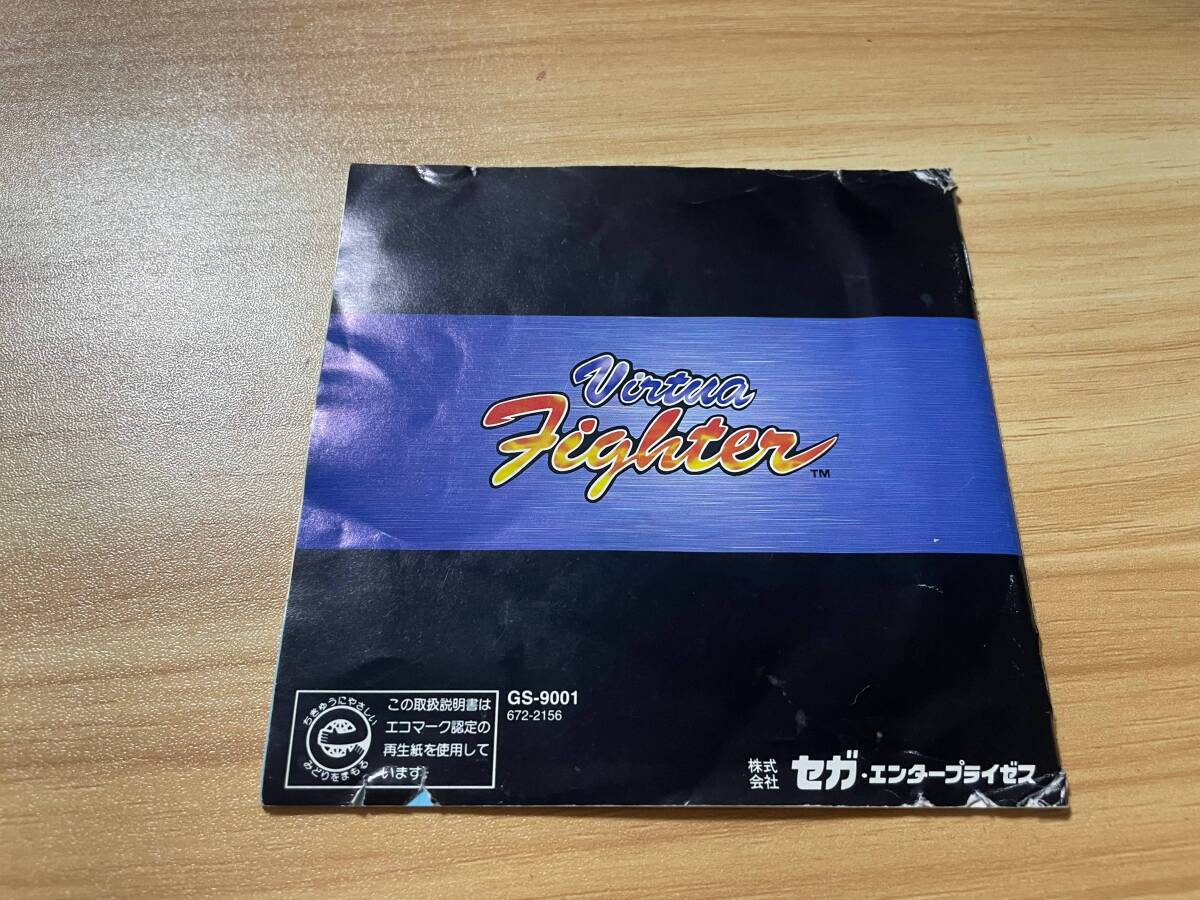 Virtua
Fighter TM
ちきゅうにやさしい
みどりをまもる
この取扱説明書は
エコマーク認定の
再生紙を使用して
います。
GS-9001
672-2156
株式会社 セガ・エンタープライゼス